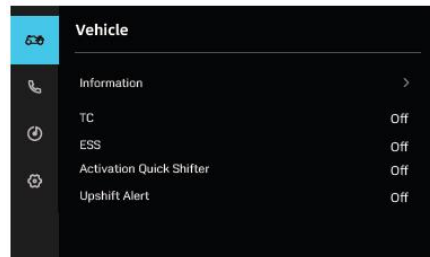 Vehicle
Information
TC Off
ESS Off
Activation Quick Shifter Off
Upshift Alert Off